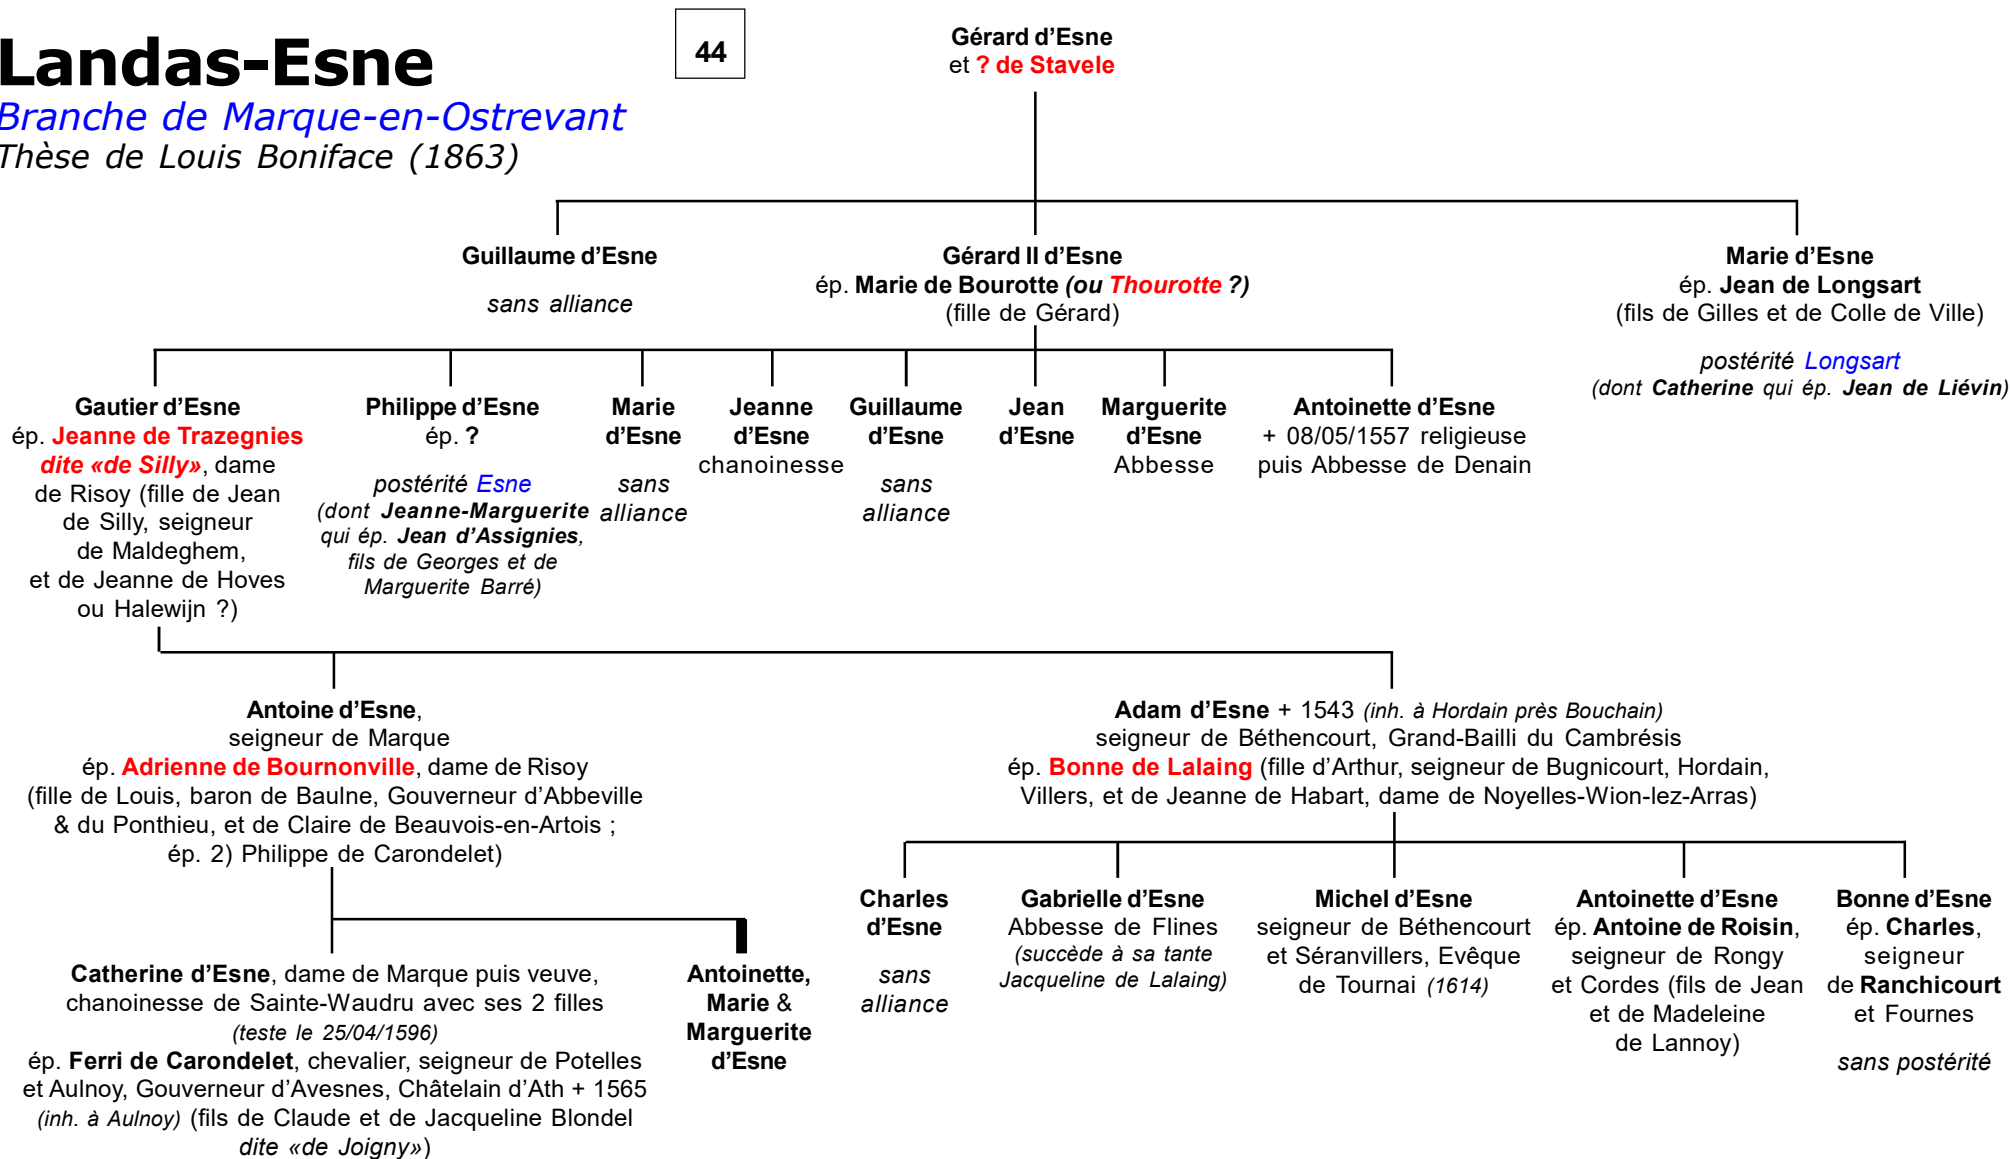 Landas-Esne
Branche de Marque-en-Ostrevant
Thèse de Louis Boniface (1863)
44
Gérard d’Esne
et ? de Stavele
Guillaume d’Esne
sans alliance
Gérard II d’Esne
ép. Marie de Bourotte (ou Thourotte ?)
(fille de Gérard)
Marie d’Esne
ép. Jean de Longsart
(fils de Gilles et de Colle de Ville)
postérité Longsart
(dont Catherine qui ép. Jean de Liévin)
Gautier d’Esne
ép. Jeanne de Trazegnies
dite «de Silly», dame
de Risoy (fille de Jean
de Silly, seigneur
de Maldeghem,
et de Jeanne de Hoves
ou Halewijn ?)
Philippe d’Esne
ép. ?
postérité Esne
(dont Jeanne-Marguerite
qui ép. Jean d’Assignies,
fils de Georges et de
Marguerite Barré)
Marie
d’Esne
sans
alliance
Jeanne
d’Esne
chanoinesse
Guillaume
d’Esne
sans
alliance
Jean
d’Esne
Marguerite
d’Esne
Abbesse
Antoinette d’Esne
+ 08/05/1557 religieuse
puis Abbesse de Denain
Antoine d’Esne,
seigneur de Marque
ép. Adrienne de Bournonville, dame de Risoy
(fille de Louis, baron de Baulne, Gouverneur d’Abbeville
& du Ponthieu, et de Claire de Beauvois-en-Artois ;
ép. 2) Philippe de Carondelet)
Adam d’Esne + 1543 (inh. à Hordain près Bouchain)
seigneur de Béthencourt, Grand-Bailli du Cambrésis
ép. Bonne de Lalaing (fille d’Arthur, seigneur de Bugnicourt, Hordain,
Villers, et de Jeanne de Habart, dame de Noyelles-Wion-lez-Arras)
Catherine d’Esne, dame de Marque puis veuve,
chanoinesse de Sainte-Waudru avec ses 2 filles
(teste le 25/04/1596)
ép. Ferri de Carondelet, chevalier, seigneur de Potelles
et Aulnoy, Gouverneur d’Avesnes, Châtelain d’Ath + 1565
(inh. à Aulnoy) (fils de Claude et de Jacqueline Blondel
dite «de Joigny»)
Antoinette,
Marie &
Marguerite
d’Esne
Charles
d’Esne
sans
alliance
Gabrielle d’Esne
Abbesse de Flines
(succède à sa tante
Jacqueline de Lalaing)
Michel d’Esne
seigneur de Béthencourt
et Séranvillers, Evêque
de Tournai (1614)
Antoinette d’Esne
ép. Antoine de Roisin,
seigneur de Rongy
et Cordes (fils de Jean
et de Madeleine
de Lannoy)
Bonne d’Esne
ép. Charles,
seigneur
de Ranchicourt
et Fournes
sans postérité